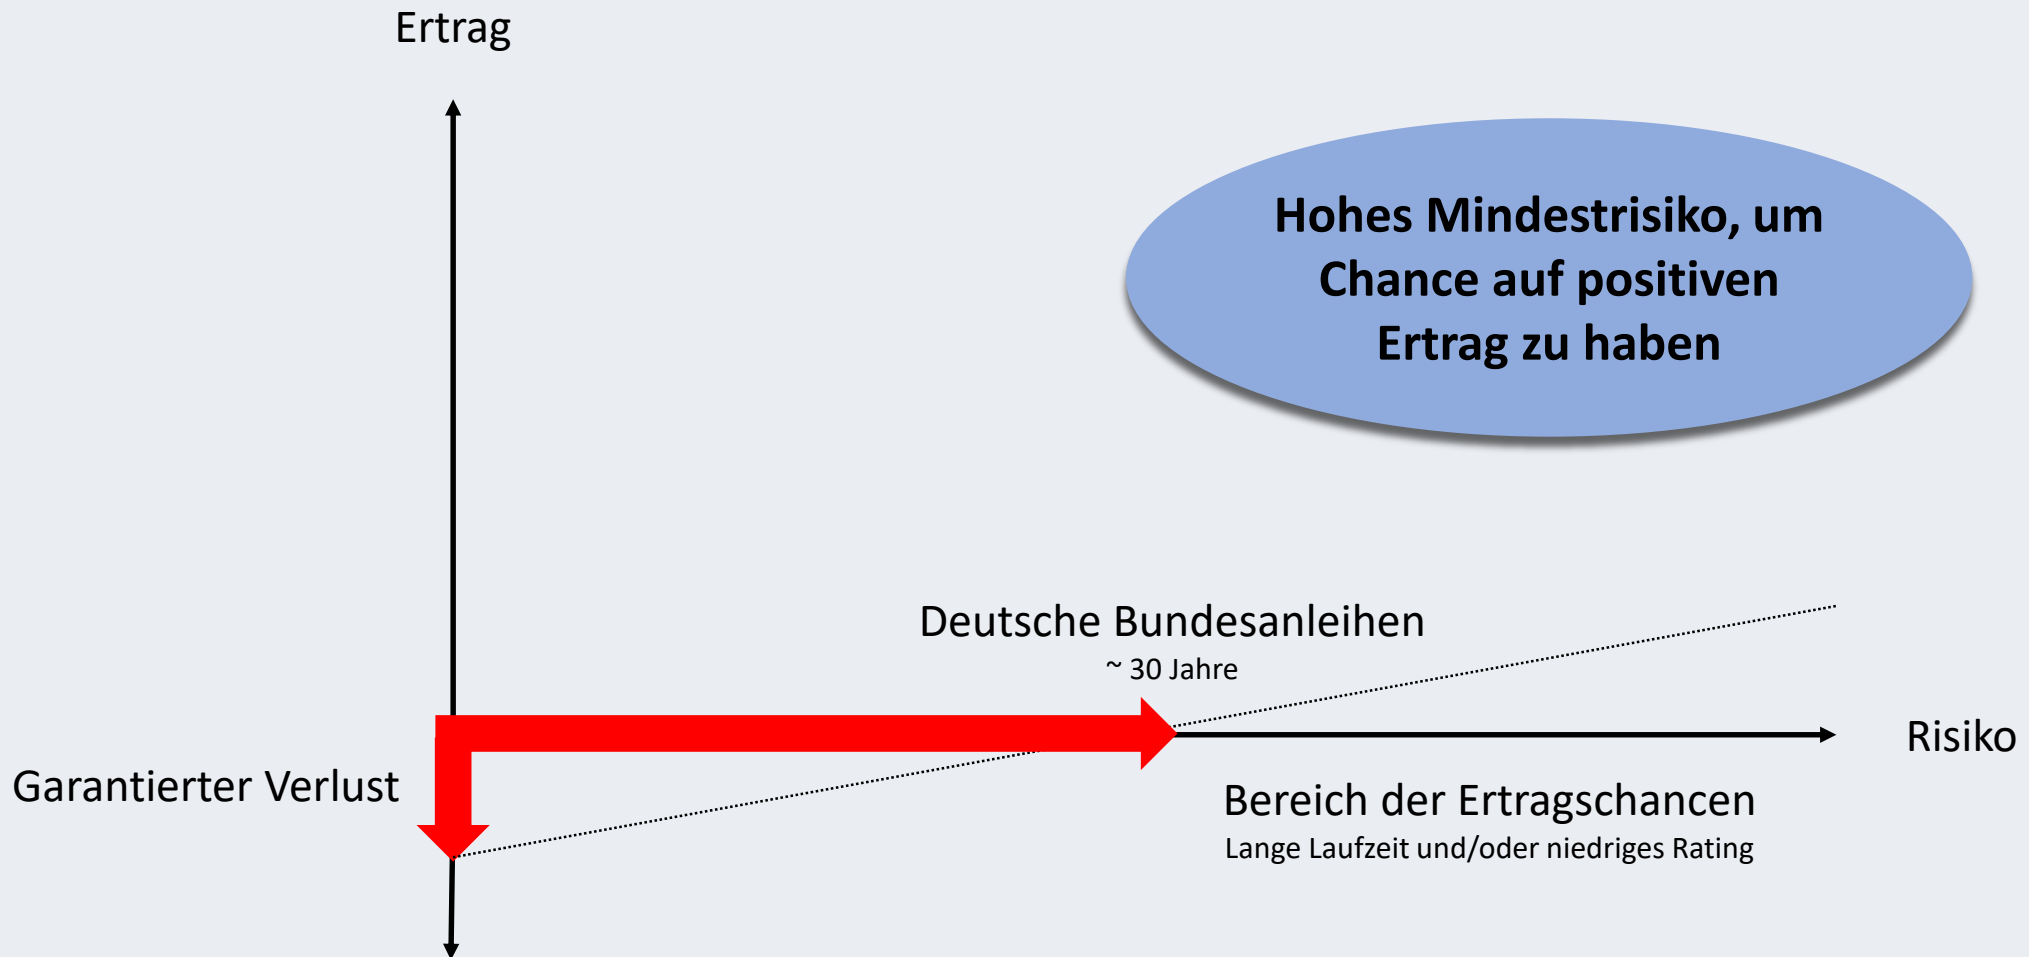 Ertrag
Hohes Mindestrisiko, um
Chance auf positiven
Ertrag zu haben
Deutsche Bundesanleihen
~ 30 Jahre
Risiko
Garantierter Verlust
Bereich der Ertragschancen
Lange Laufzeit und/oder niedriges Rating